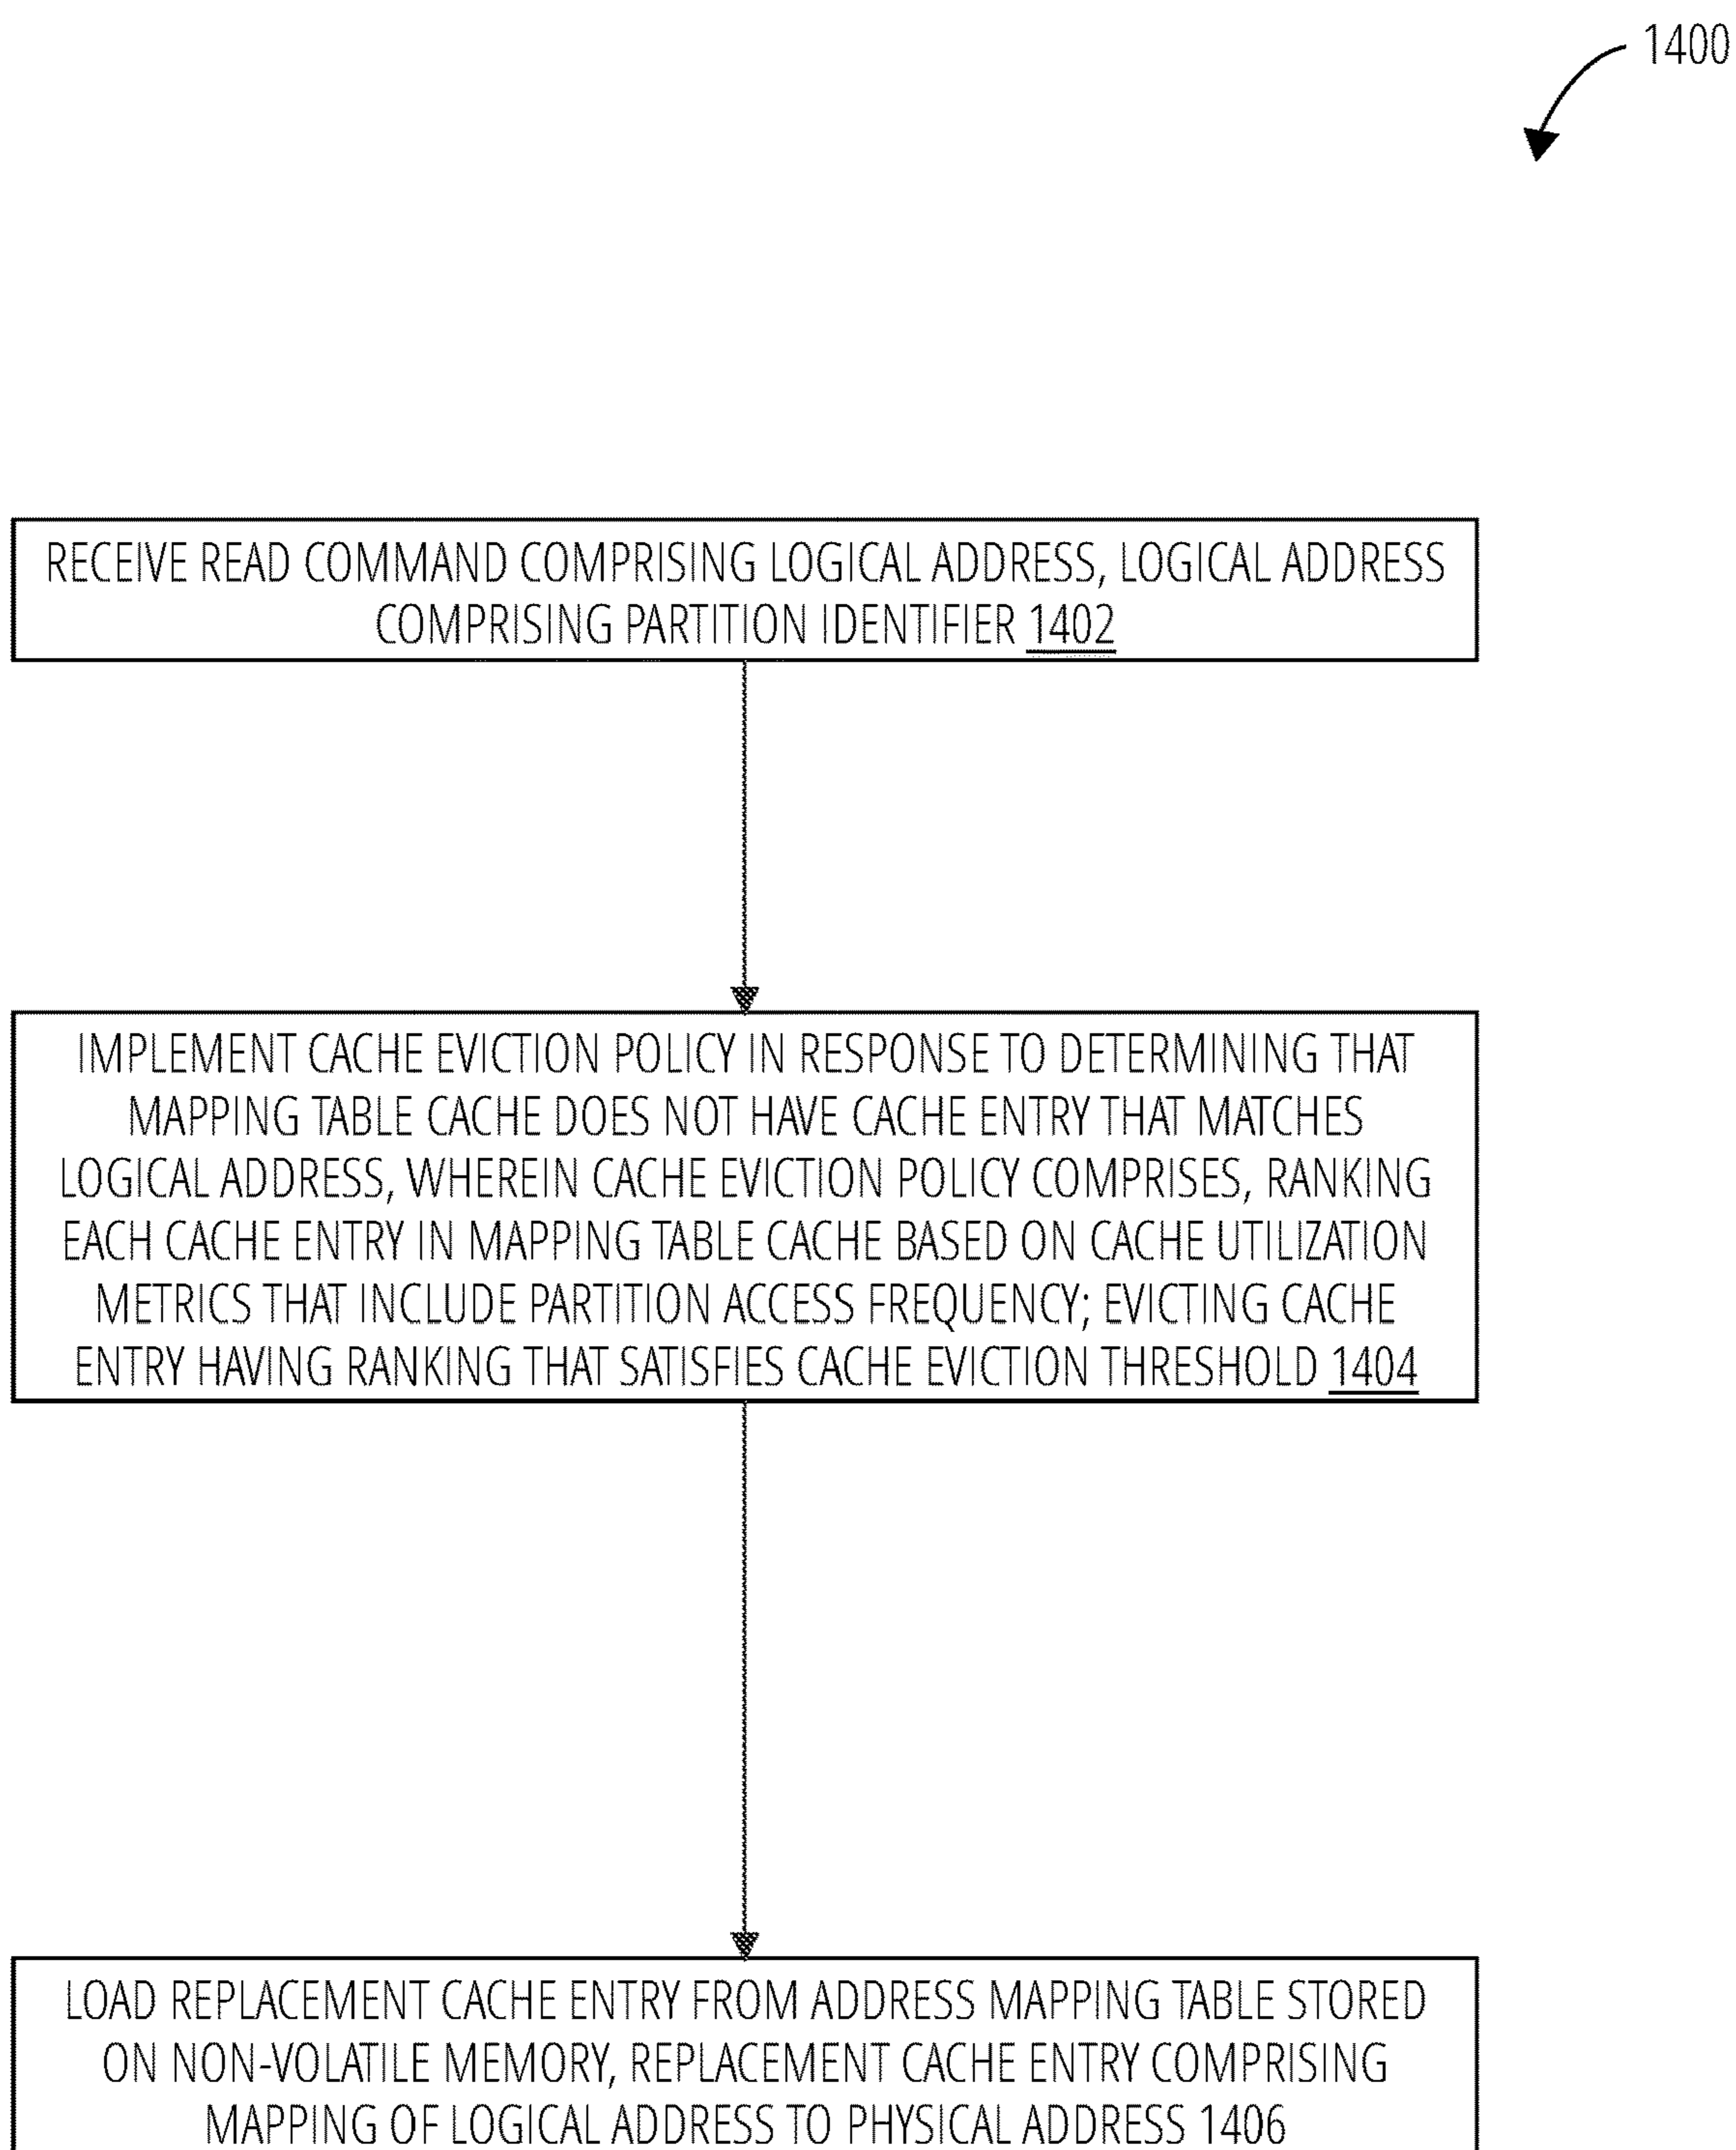 1400
RECEIVE READ COMMAND COMPRISING LOGICAL ADDRESS, LOGICAL ADDRESS
COMPRISING PARTITION IDENTIFIER 1402
IMPLEMENT CACHE EVICTION POLICY IN RESPONSE TO DETERMINING THAT
MAPPING TABLE CACHE DOES NOT HAVE CACHE ENTRY THAT MATCHES
LOGICAL ADDRESS, WHEREIN CACHE EVICTION POLICY COMPRISES, RANKING
EACH CACHE ENTRY IN MAPPING TABLE CACHE BASED ON CACHE UTILIZATION
METRICS THAT INCLUDE PARTITION ACCESS FREQUENCY; EVICTING CACHE
ENTRY HAVING RANKING THAT SATISFIES CACHE EVICTION THRESHOLD 1404
LOAD REPLACEMENT CACHE ENTRY FROM ADDRESS MAPPING TABLE STORED
ON NON-VOLATILE MEMORY, REPLACEMENT CACHE ENTRY COMPRISING
MAPPING OF LOGICAL ADDRESS TO PHYSICAL ADDRESS 1406